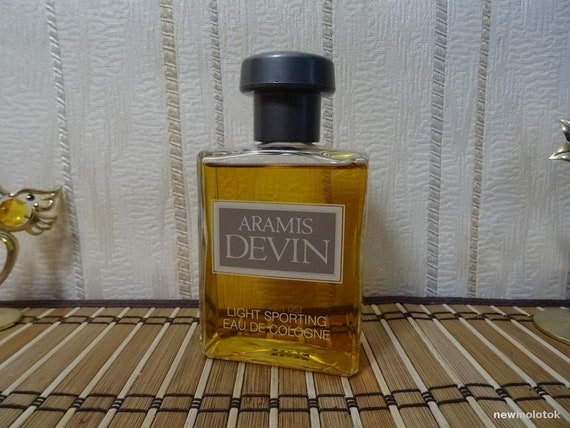 ARAMIS
DEVIN
LIGHT SPORTING
EAU DE COLOGNE
newmolotok